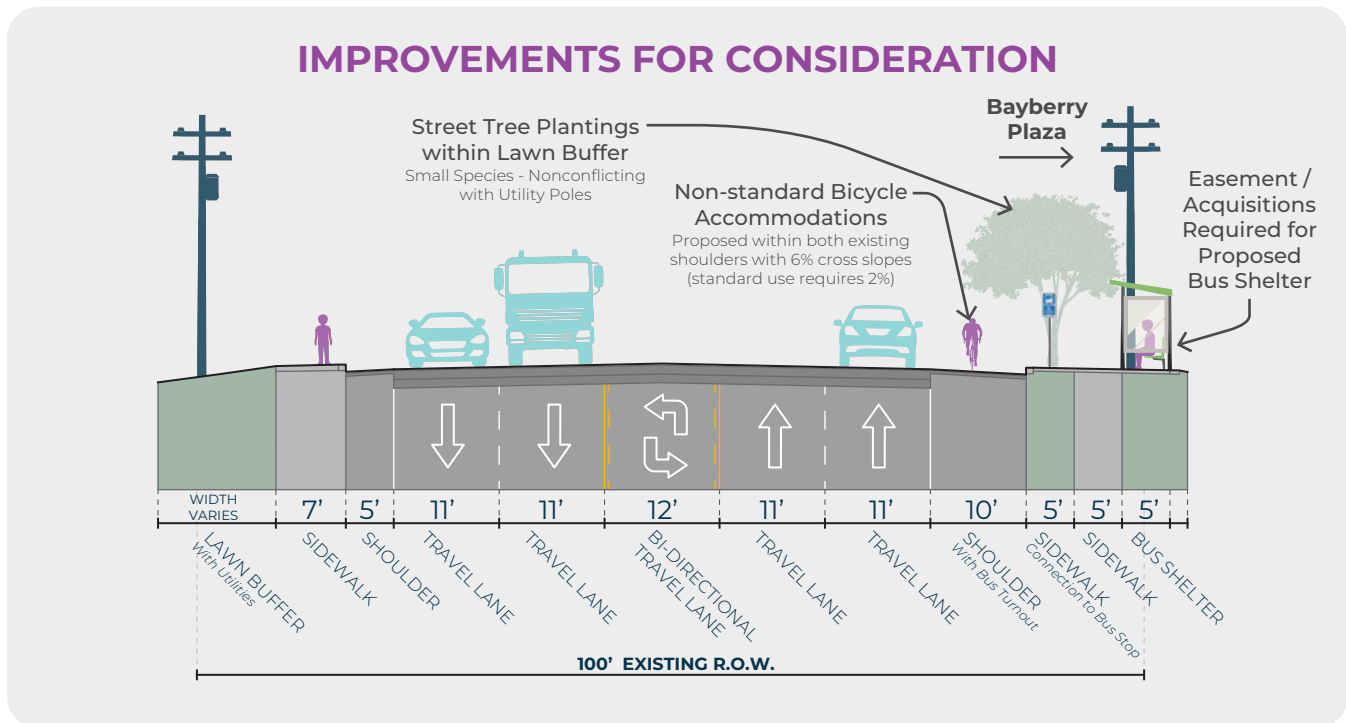 IMPROVEMENTS FOR CONSIDERATION
Street Tree Plantings
within Lawn Buffer
Small Species - Nonconflicting
with Utility Poles
Non-standard Bicycle
Accommodations
Proposed within both existing
shoulders with 6% cross slopes
(standard use requires 2%)
Bayberry
Plaza
Easement /
Acquisitions
Required for
Proposed
Bus Shelter
WIDTH
VARIES
7’
5’
11’
11’
12’
11’
11’
10’
5’
5’
5’
LAWN BUFFER
With Utilities
SIDEWALK
SHOULDER
TRAVEL LANE
TRAVEL LANE
BI-DIRECTIONAL
TRAVEL LANE
TRAVEL LANE
TRAVEL LANE
SHOULDER
With Bus Turnout
SIDEWALK
Connection to Bus Stop
SIDEWALK
BUS SHELTER
100’ EXISTING R.O.W.